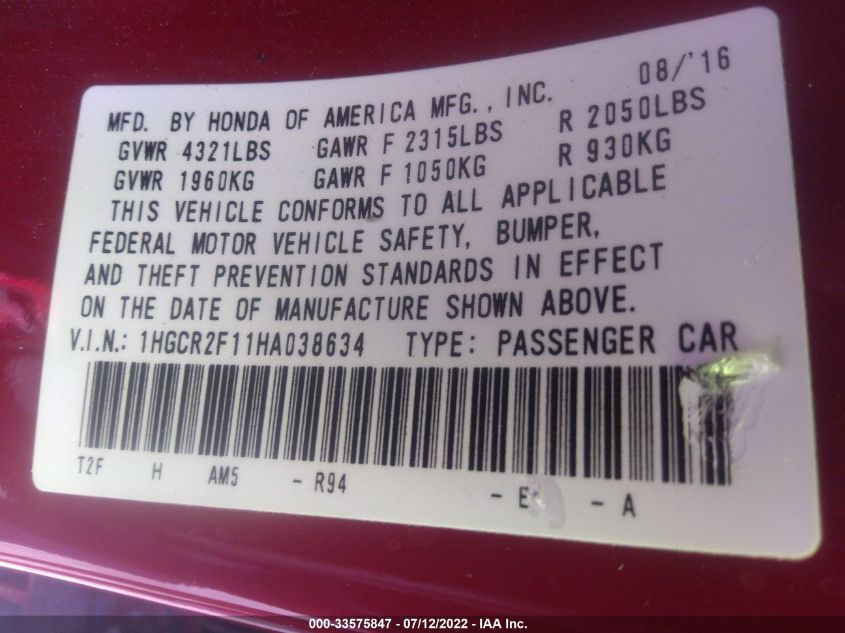 08/'16
MFD. BY HONDA OF AMERICA MFG., INC.
GVWR 4321LBS GAWR F 2315LBS R 2050LBS
GVWR 1960KG GAWR F 1050KG R 930KG
THIS VEHICLE CONFORMS TO ALL APPLICABLE
FEDERAL MOTOR VEHICLE SAFETY, BUMPER,
AND THEFT PREVENTION STANDARDS IN EFFECT
ON THE DATE OF MANUFACTURE SHOWN ABOVE.
V.I.N.: 1HGCR2F11HA038634 TYPE: PASSENGER CAR
T2F H AM5 - R94 - E - A
000-33575847 - 07/12/2022 - IAA Inc.